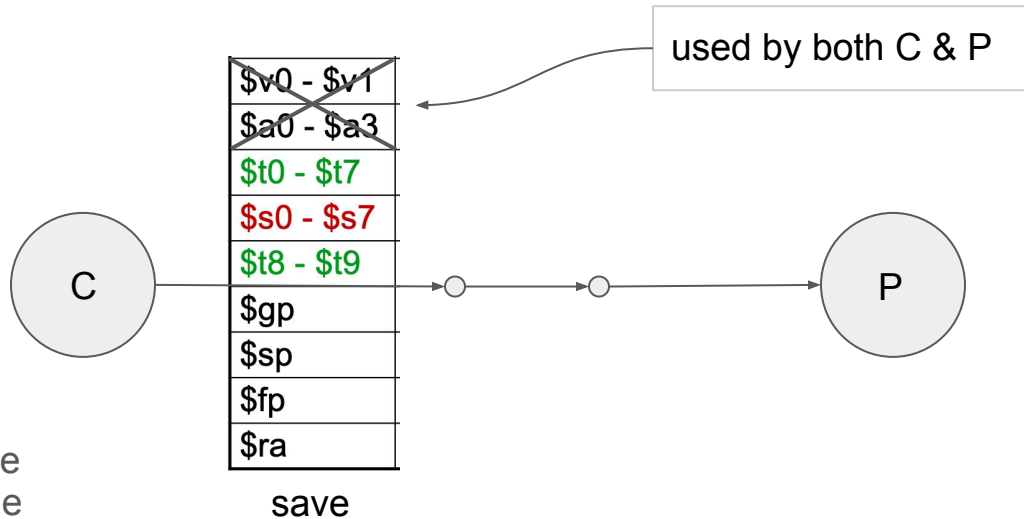 used by both C & P
$v0 - $v1
$a0 - $a3
$t0 - $t7
$s0 - $s7
$t8 - $t9
$gp
$sp
$fp
$ra
C
P
e
e
save